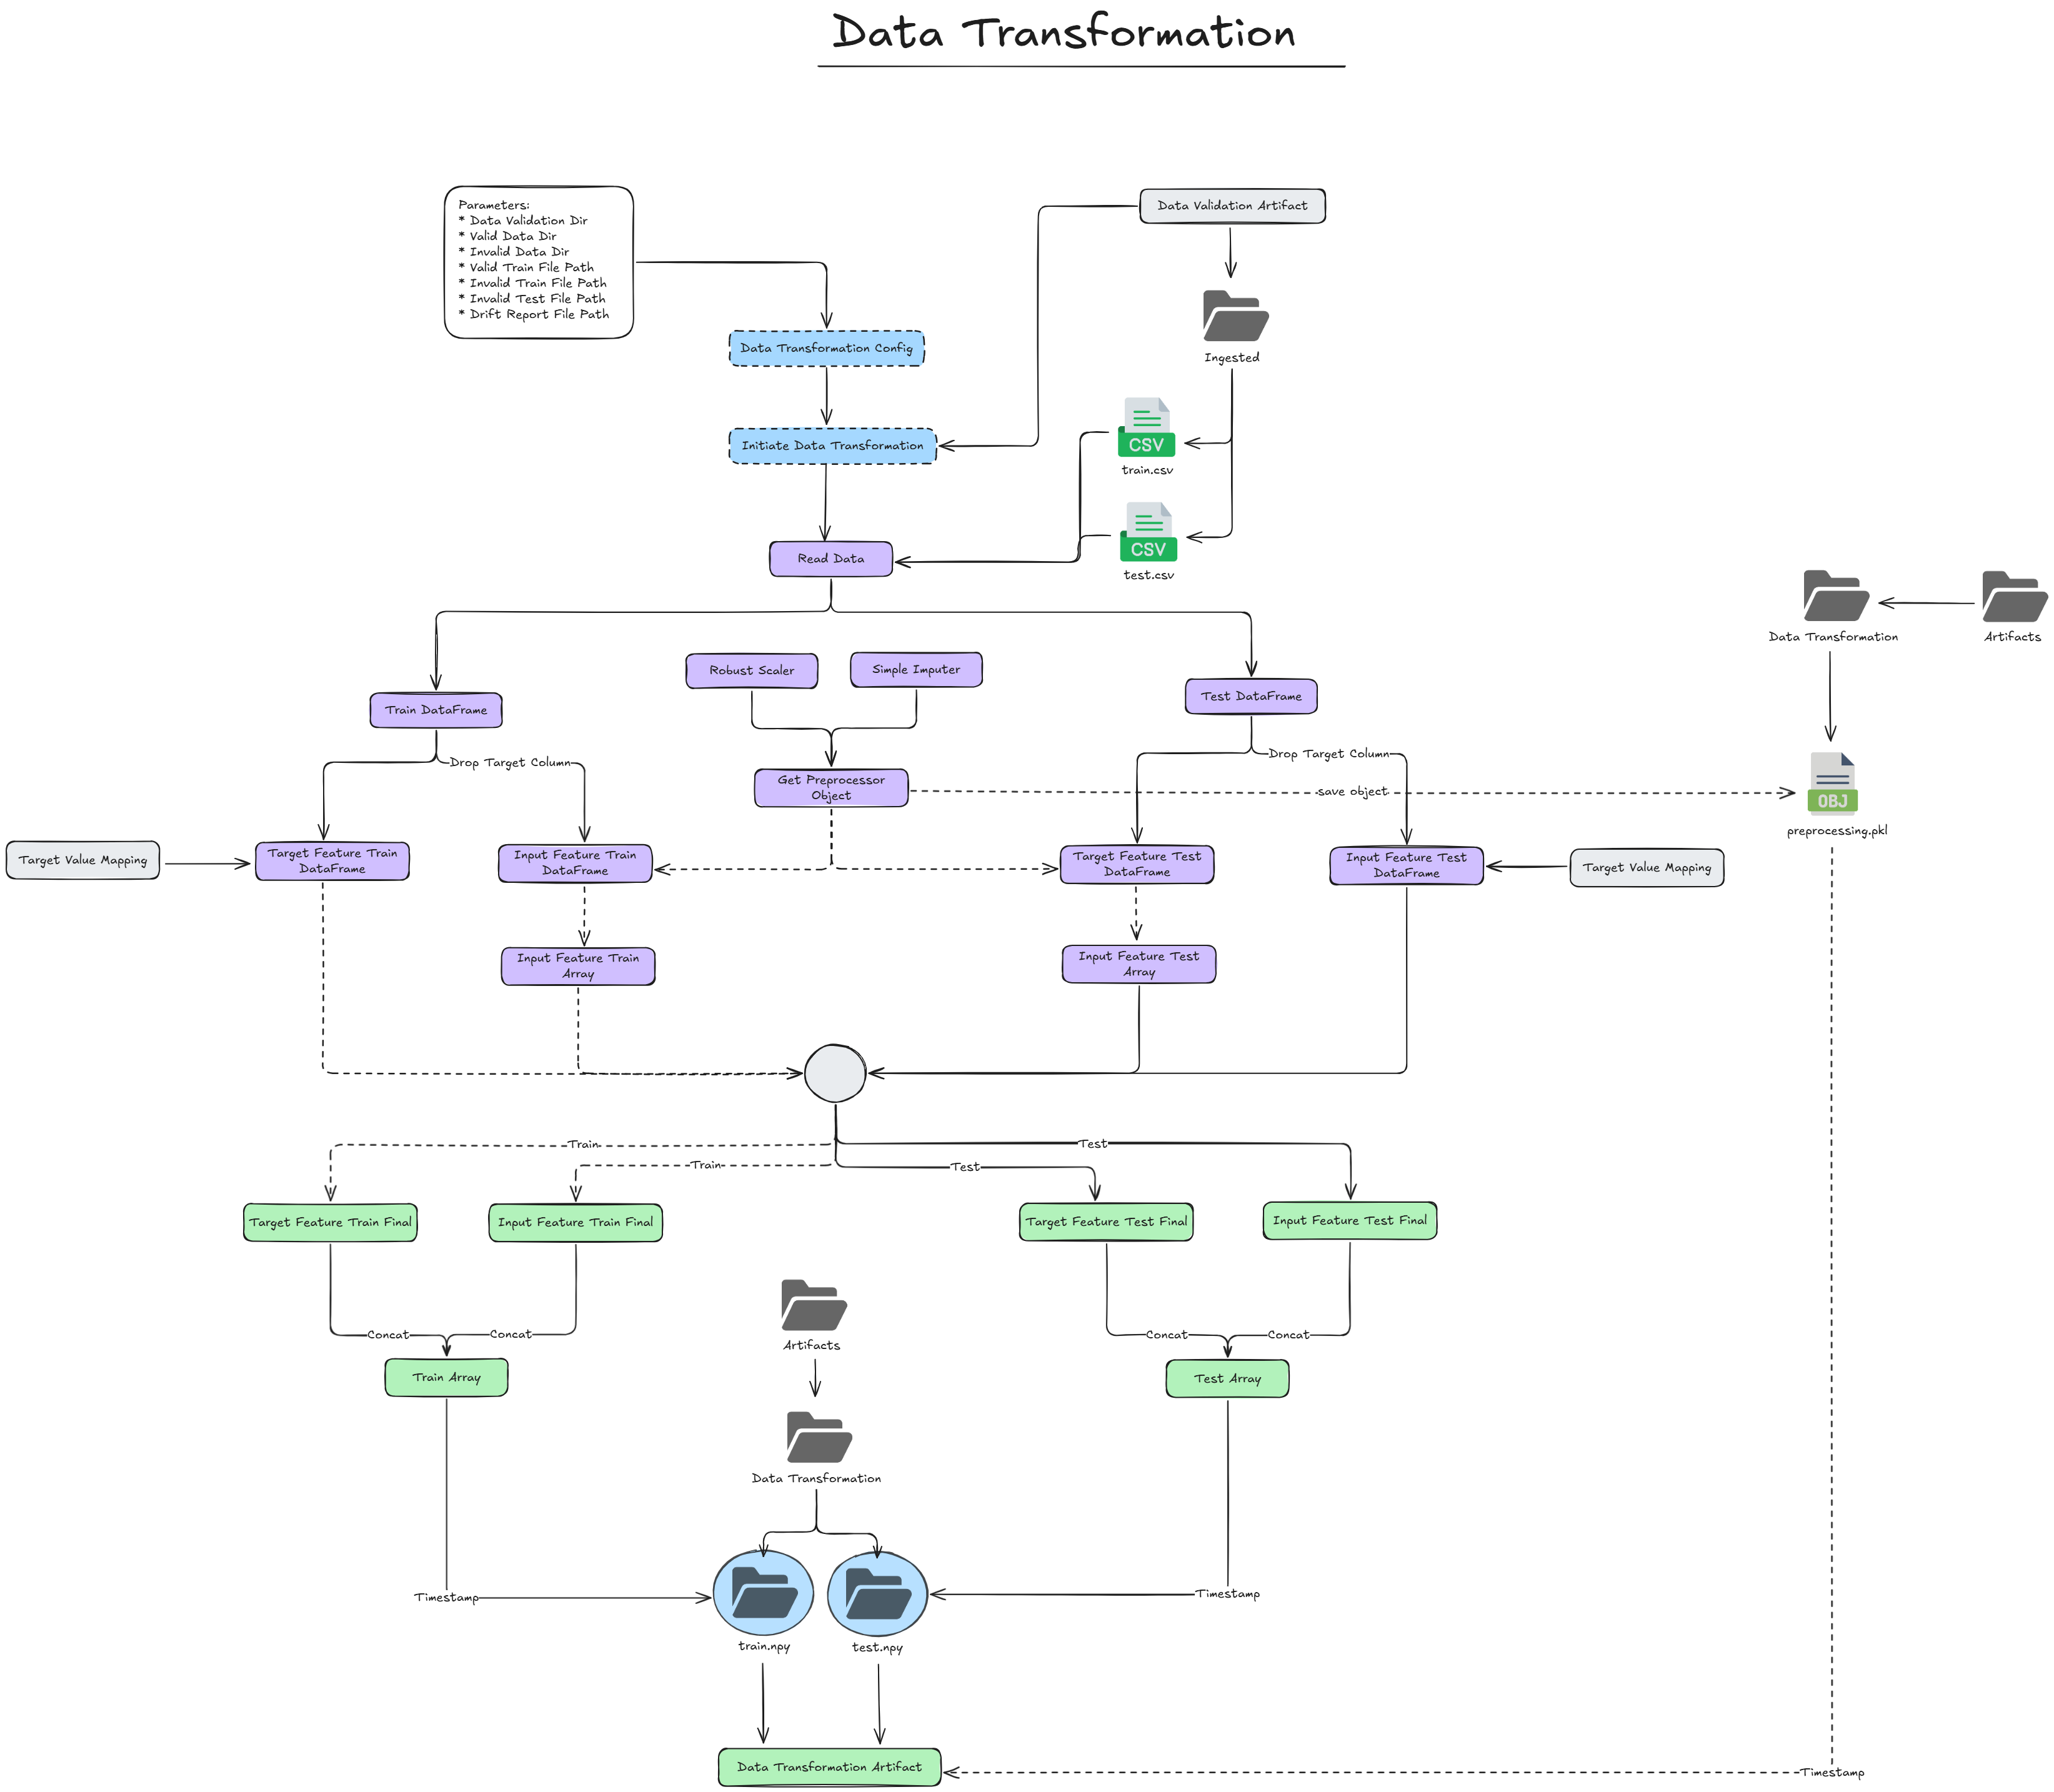 Data Transformation
Parameters:
* Data Validation Dir
* Valid Data Dir
* Invalid Data Dir
* Valid Train File Path
* Invalid Train File Path
* Invalid Test File Path
* Drift Report File Path
Data Validation Artifact
Data Transformation Config
Ingested
Initiate Data Transformation
CSV
train.csv
CSV
test.csv
Read Data
Data Transformation
Artifacts
Robust Scaler
Simple Imputer
Train DataFrame
Test DataFrame
Drop Target Column
Drop Target Column
Get Preprocessor
Object
save object
OBJ
preprocessing.pkl
Target Value Mapping
Target Feature Train
DataFrame
Input Feature Train
DataFrame
Target Feature Test
DataFrame
Input Feature Test
DataFrame
Target Value Mapping
Input Feature Train
Array
Input Feature Test
Array
Train
Test
Train
Test
Target Feature Train Final
Input Feature Train Final
Target Feature Test Final
Input Feature Test Final
Concat
Concat
Artifacts
Concat
Concat
Train Array
Test Array
Data Transformation
Timestamp
Timestamp
train.npy
test.npy
Data Transformation Artifact
Timestamp